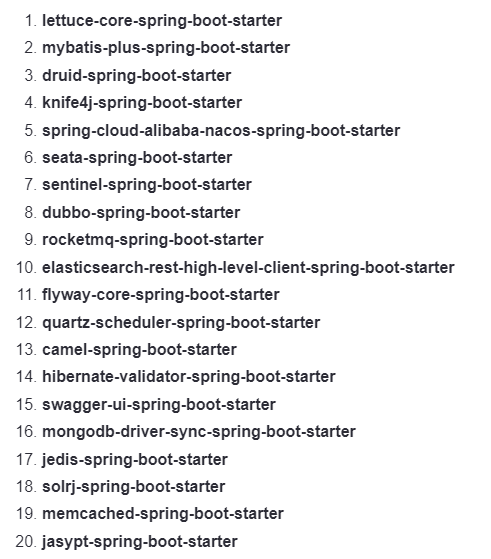 1. lettuce-core-spring-boot-starter
2. mybatis-plus-spring-boot-starter
3. druid-spring-boot-starter
4. knife4j-spring-boot-starter
5. spring-cloud-alibaba-nacos-spring-boot-starter
6. seata-spring-boot-starter
7. sentinel-spring-boot-starter
8. dubbo-spring-boot-starter
9. rocketmq-spring-boot-starter
10. elasticsearch-rest-high-level-client-spring-boot-starter
11. flyway-core-spring-boot-starter
12. quartz-scheduler-spring-boot-starter
13. camel-spring-boot-starter
14. hibernate-validator-spring-boot-starter
15. swagger-ui-spring-boot-starter
16. mongodb-driver-sync-spring-boot-starter
17. jedis-spring-boot-starter
18. solrj-spring-boot-starter
19. memcached-spring-boot-starter
20. jasypt-spring-boot-starter